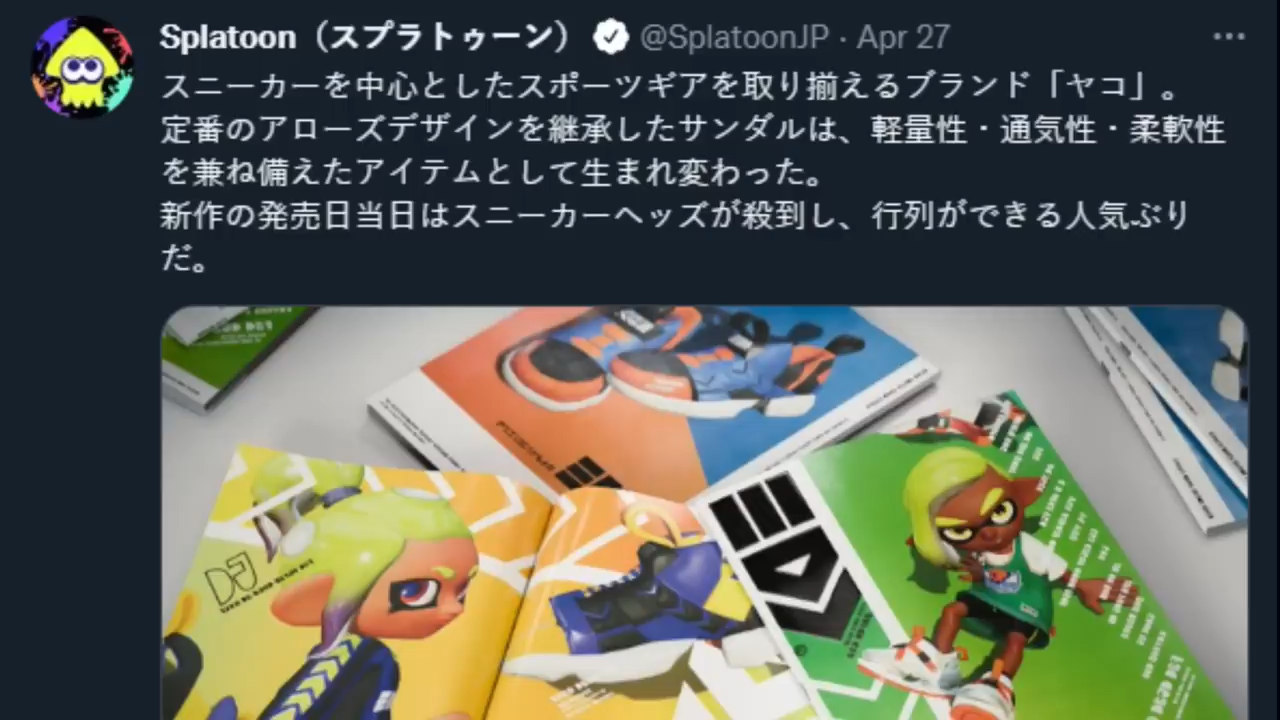 Splatoon（スプラトゥーン） @SplatoonJP · Apr 27
スニーカーを中心としたスポーツギアを取り揃えるブランド「ヤコ」。
定番のアローズデザインを継承したサンダルは、軽量性・通気性・柔軟性
を兼ね備えたアイテムとして生まれ変わった。
新作の発売日当日はスニーカーヘッズが殺到し、行列ができる人気ぶり
だ。